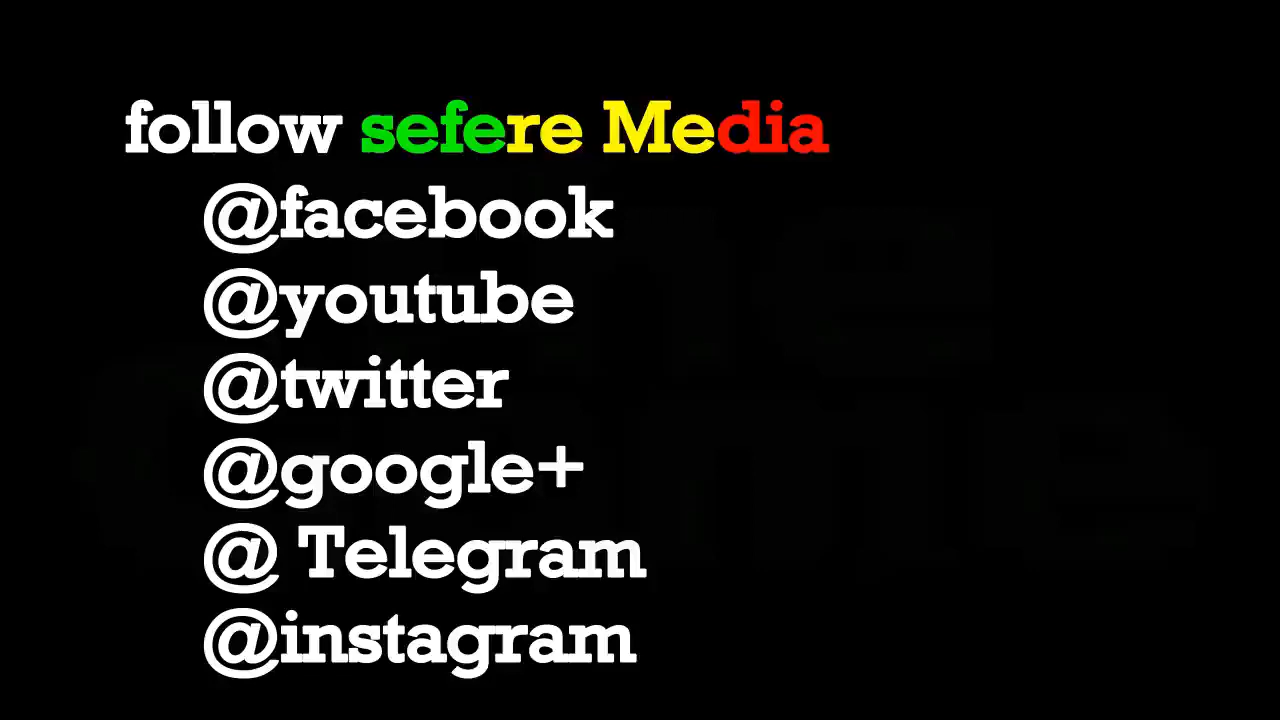 follow sefere Media
@facebook
@youtube
@twitter
@google+
@ Telegram
@instagram